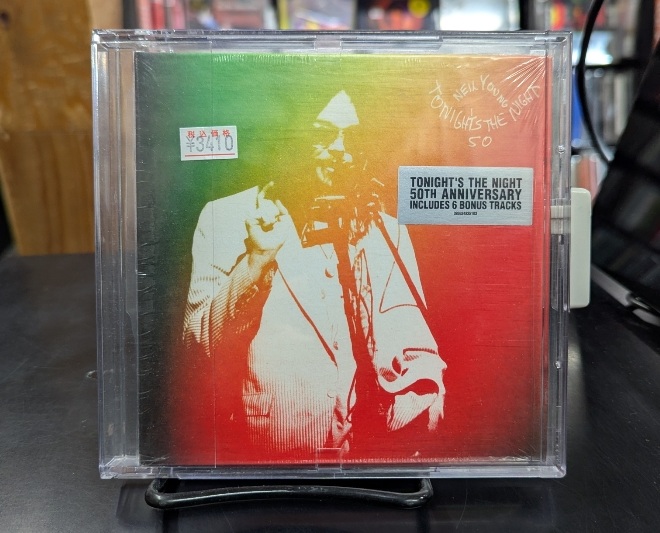 NEIL YOUNG
TONIGHT'S THE NIGHT
50
税込価格
¥3410
TONIGHT'S THE NIGHT
50TH ANNIVERSARY
INCLUDES 6 BONUS TRACKS